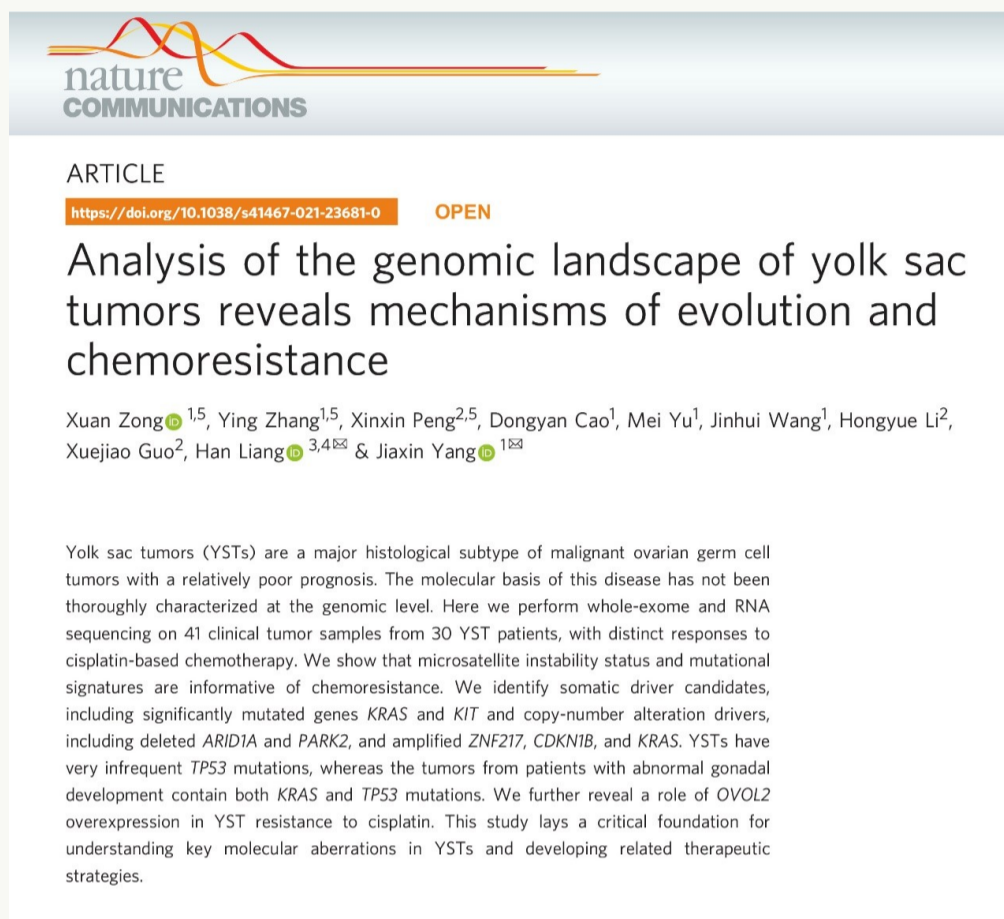 nature
COMMUNICATIONS
ARTICLE
https://doi.org/10.1038/s41467-021-23681-0 OPEN
Analysis of the genomic landscape of yolk sac
tumors reveals mechanisms of evolution and
chemoresistance
Xuan Zong iD 1,5, Ying Zhang1,5, Xinxin Peng2,5, Dongyan Cao1, Mei Yu1, Jinhui Wang1, Hongyue Li2,
Xuejiao Guo2, Han Liang iD 3,4✉ & Jiaxin Yang iD 1✉
Yolk sac tumors (YSTs) are a major histological subtype of malignant ovarian germ cell
tumors with a relatively poor prognosis. The molecular basis of this disease has not been
thoroughly characterized at the genomic level. Here we perform whole-exome and RNA
sequencing on 41 clinical tumor samples from 30 YST patients, with distinct responses to
cisplatin-based chemotherapy. We show that microsatellite instability status and mutational
signatures are informative of chemoresistance. We identify somatic driver candidates,
including significantly mutated genes KRAS and KIT and copy-number alteration drivers,
including deleted ARID1A and PARK2, and amplified ZNF217, CDKN1B, and KRAS. YSTs have
very infrequent TP53 mutations, whereas the tumors from patients with abnormal gonadal
development contain both KRAS and TP53 mutations. We further reveal a role of OVOL2
overexpression in YST resistance to cisplatin. This study lays a critical foundation for
understanding key molecular aberrations in YSTs and developing related therapeutic
strategies.